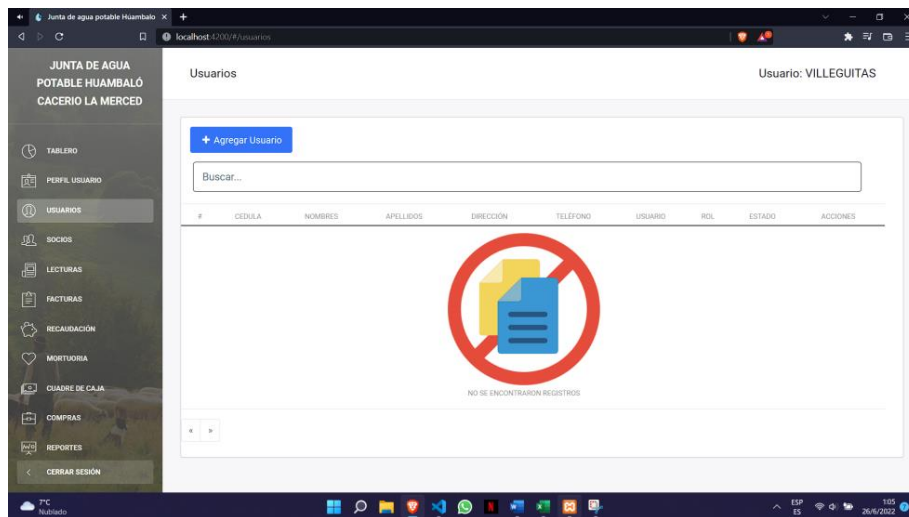 Junta de agua potable Húambalo
localhost:4200/#/usuarios
JUNTA DE AGUA
POTABLE HUAMBALÓ
CACERIO LA MERCED
Usuarios
Usuario: VILLEGUITAS
TABLERO
PERFIL USUARIO
USUARIOS
SOCIOS
LECTURAS
FACTURAS
RECAUDACIÓN
MORTUORIA
CUADRE DE CAJA
COMPRAS
REPORTES
CERRAR SESIÓN
+ Agregar Usuario
Buscar...
# CEDULA NOMBRES APELLIDOS DIRECCIÓN TELÉFONO USUARIO ROL ESTADO ACCIONES
NO SE ENCONTRARON REGISTROS
« »
7°C
Nublado
ESP
ES
1:05
26/6/2022